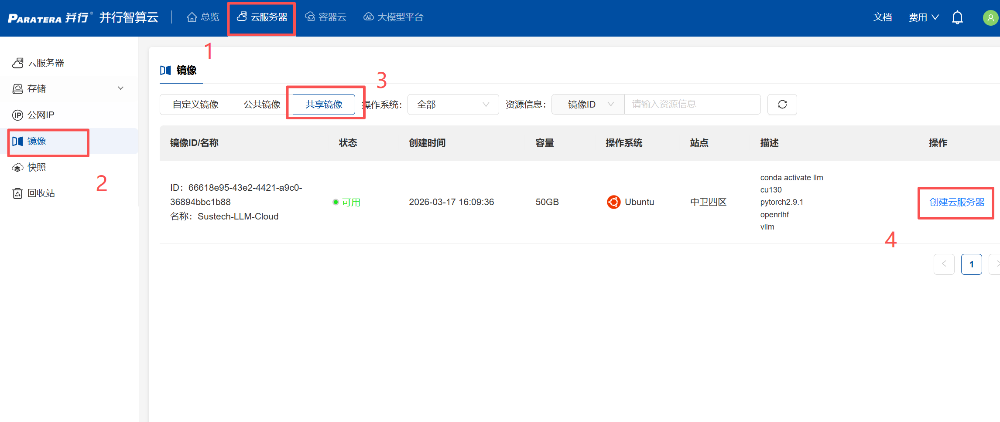 PARATERA 并行® 并行智算云 总览 云服务器 容器云 AI 大模型平台 文档 费用
1
云服务器
存储
IP 公网IP
镜像
2
快照
回收站
镜像
3
自定义镜像 公共镜像 共享镜像 操作系统： 全部 资源信息： 镜像ID 请输入资源信息
镜像ID/名称 状态 创建时间 容量 操作系统 站点 描述 操作
ID：66618e95-43e2-4421-a9c0-
36894bbc1b88
名称：Sustech-LLM-Cloud
可用
2026-03-17 16:09:36
50GB
Ubuntu
中卫四区
conda activate llm
cu130
pytorch2.9.1
openrlhf
vllm
创建云服务器
4
< 1 >